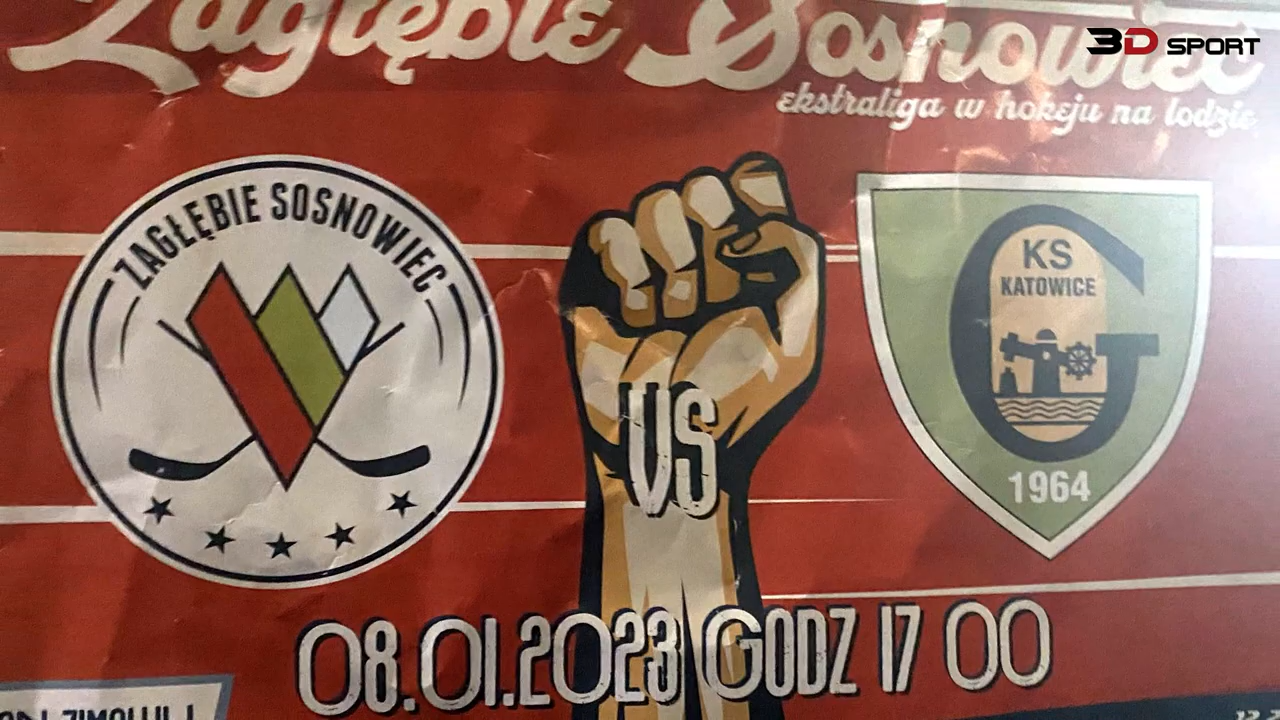 Zagłębie Sosnowiec
3D SPORT
ekstraliga w hokeju na lodzie
ZAGŁĘBIE SOSNOWIEC
VS
KS
KATOWICE
G
1964
08.01.2023 GODZ 17 00